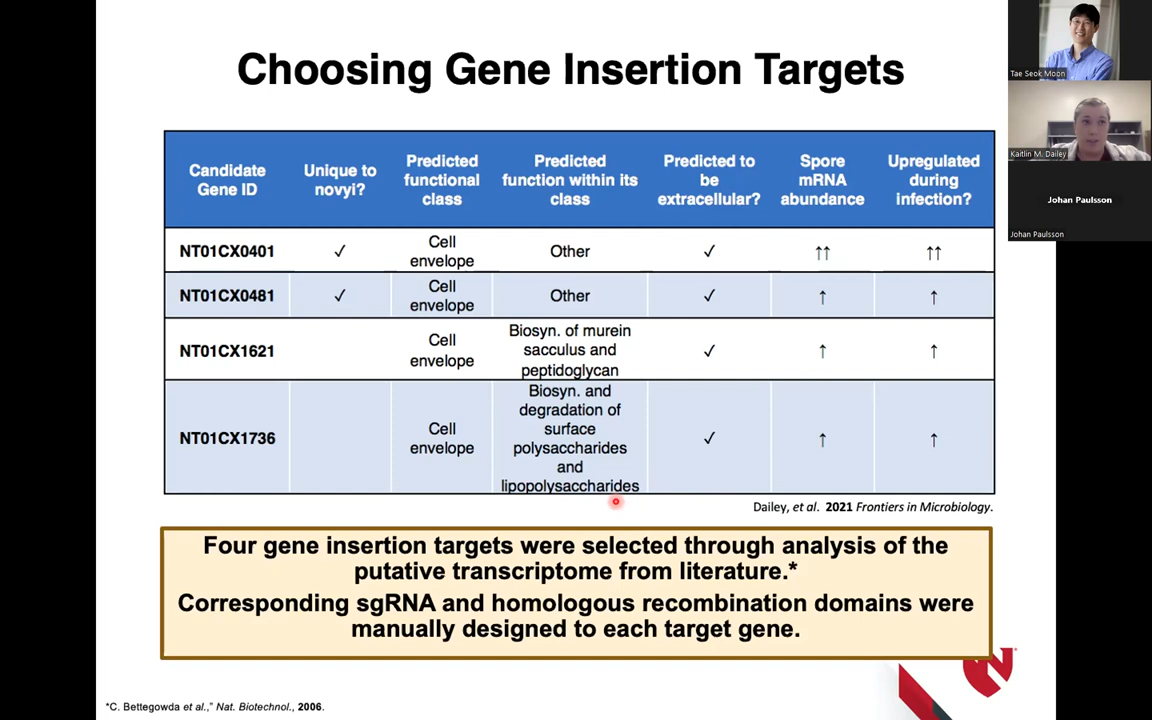 Choosing Gene Insertion Targets
Candidate Gene ID Unique to novyi? Predicted functional class Predicted function within its class Predicted to be extracellular? Spore mRNA abundance Upregulated during infection?
NT01CX0401 ✓ Cell envelope Other ✓ ↑↑ ↑↑
NT01CX0481 ✓ Cell envelope Other ✓ ↑ ↑
NT01CX1621 Cell envelope Biosyn. of murein sacculus and peptidoglycan ✓ ↑ ↑
NT01CX1736 Cell envelope Biosyn. and degradation of surface polysaccharides and lipopolysaccharides ✓ ↑ ↑
Dailey, et al. 2021 Frontiers in Microbiology.
Four gene insertion targets were selected through analysis of the
putative transcriptome from literature.*
Corresponding sgRNA and homologous recombination domains were
manually designed to each target gene.
*C. Bettegowda et al.," Nat. Biotechnol., 2006.
N
Tae Seok Moon
Kaitlin M. Dailey
Johan Paulsson
Johan Paulsson